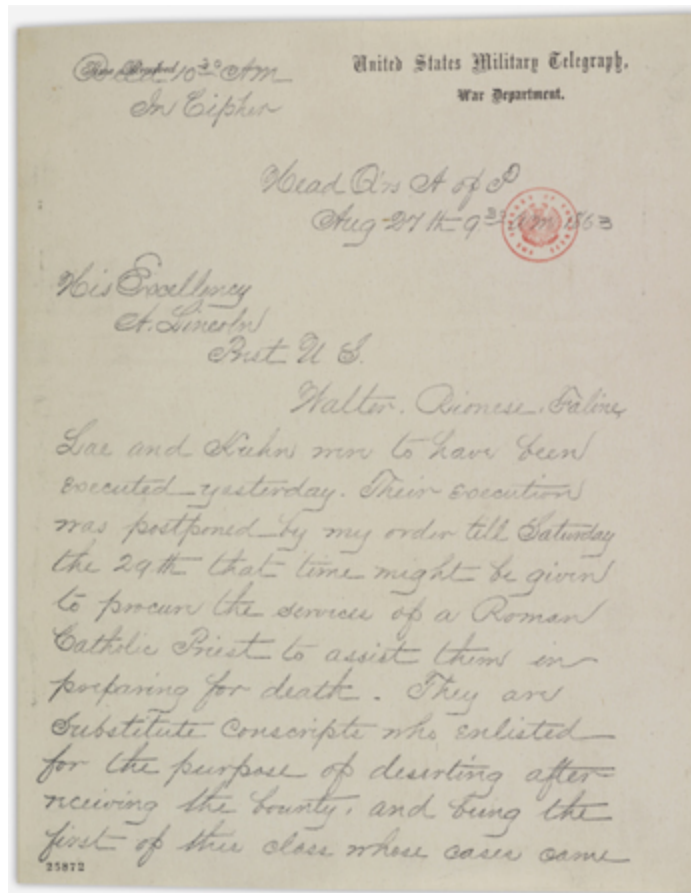 Recd 10 30 AM
In Cipher
United States Military Telegraph,
War Department.
Head Qrs A of P
Aug 27th 9 30 am 1863
His Excellency
A. Lincoln
Prest U S.
Walter. Rionese. Faline,
Lae and Kuhn were to have been
executed yesterday. Their execution
was postponed by my order till Saturday
the 29th that time might be given
to procure the services of a Roman
Catholic Priest to assist them in
preparing for death. They are
Substitute conscripts who enlisted
for the purpose of deserting after
receiving the bounty, and being the
first of this class whose cases came
25872